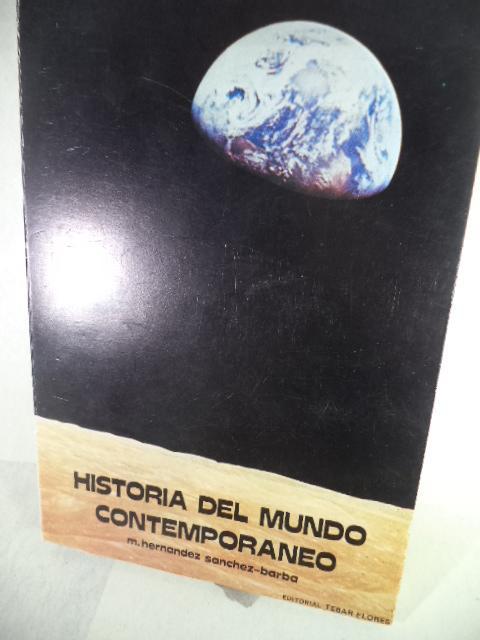 HISTORIA DEL MUNDO
CONTEMPORANEO
m. hernandez sanchez-barba
EDITORIAL TEBAR FLORES